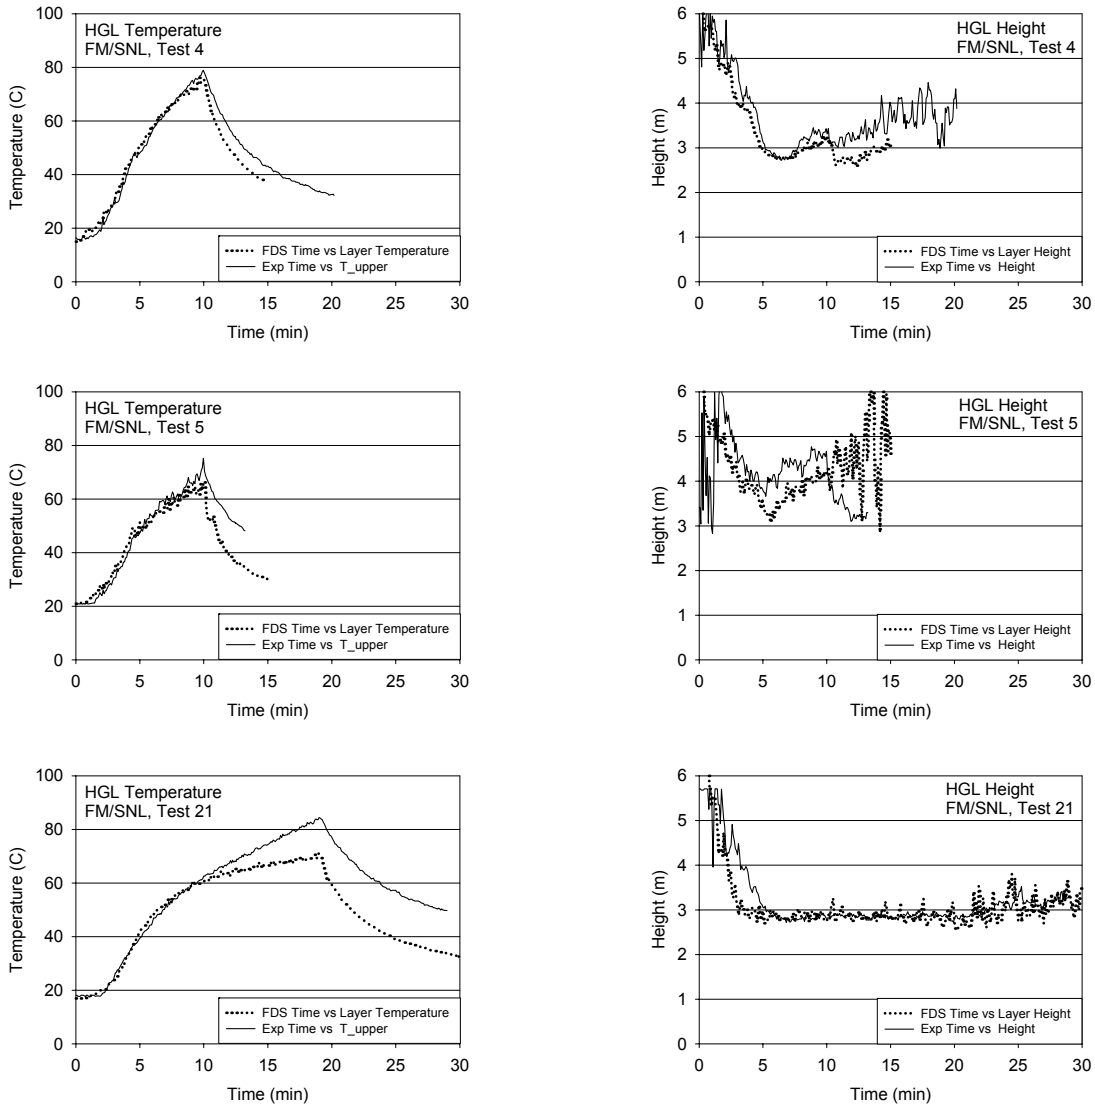 HGL Temperature
FM/SNL, Test 4
Temperature (C)
100
80
60
40
20
0
FDS Time vs Layer Temperature
Exp Time vs T_upper
0 5 10 15 20 25 30
Time (min)
HGL Height
FM/SNL, Test 4
Height (m)
6
5
4
3
2
1
0
FDS Time vs Layer Height
Exp Time vs Height
0 5 10 15 20 25 30
Time (min)
HGL Temperature
FM/SNL, Test 5
Temperature (C)
100
80
60
40
20
0
FDS Time vs Layer Temperature
Exp Time vs T_upper
0 5 10 15 20 25 30
Time (min)
HGL Height
FM/SNL, Test 5
Height (m)
6
5
4
3
2
1
0
FDS Time vs Layer Height
Exp Time vs Height
0 5 10 15 20 25 30
Time (min)
HGL Temperature
FM/SNL, Test 21
Temperature (C)
100
80
60
40
20
0
FDS Time vs Layer Temperature
Exp Time vs T_upper
0 5 10 15 20 25 30
Time (min)
HGL Height
FM/SNL, Test 21
Height (m)
6
5
4
3
2
1
0
FDS Time vs Layer Height
Exp Time vs Height
0 5 10 15 20 25 30
Time (min)